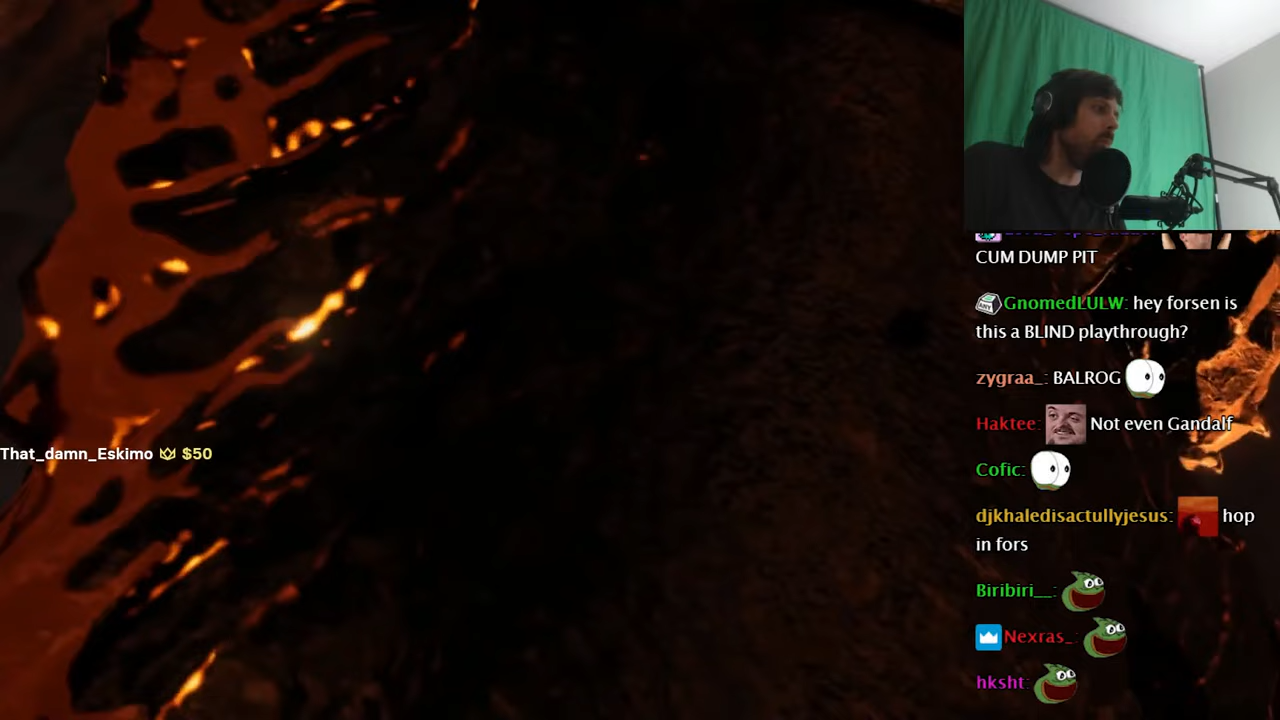 CUM DUMP PIT
GnomedLULW: hey forsen is
this a BLIND playthrough?
zygraa_: BALROG
Haktee: Not even Gandalf
That_damn_Eskimo $50
Cofic:
djkhaledisactullyjesus: hop
in fors
Biribiri__:
Nexras_:
hksht: